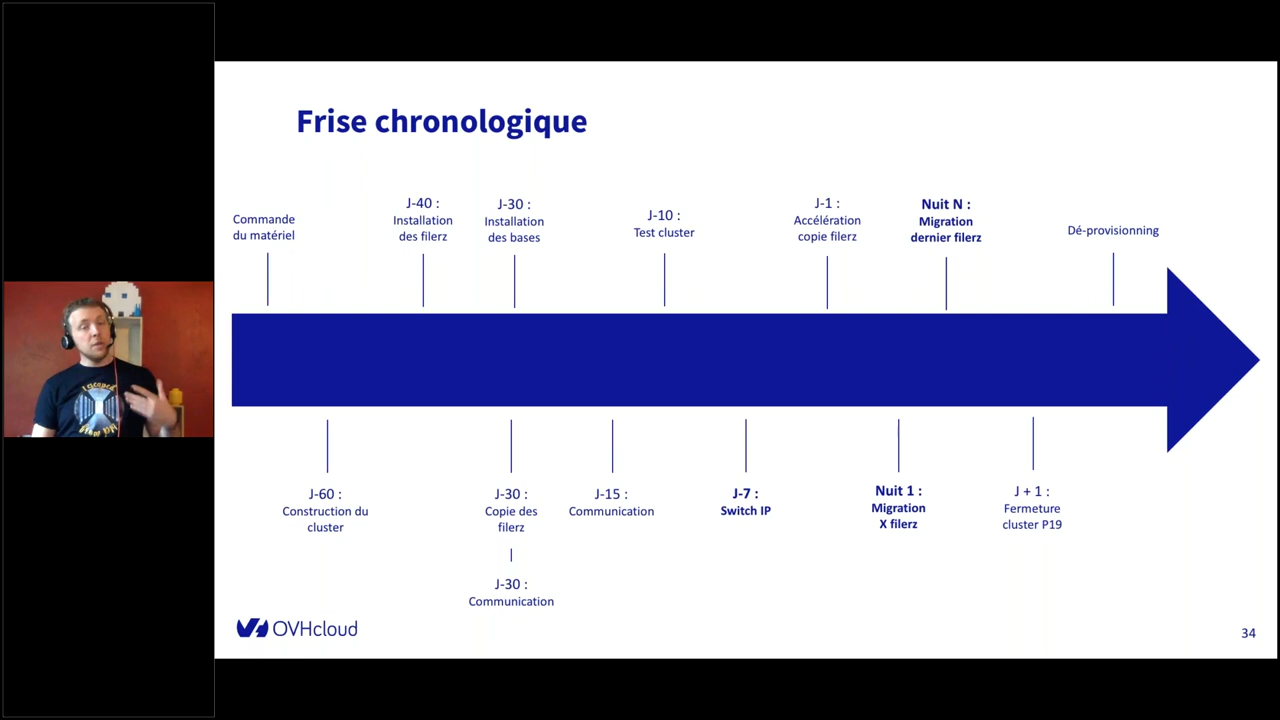 Frise chronologique
Commande
du matériel
J-40 :
Installation
des filerz
J-30 :
Installation
des bases
J-10 :
Test cluster
J-1 :
Accélération
copie filerz
Nuit N :
Migration
dernier filerz
Dé-provisionning
J-60 :
Construction du
cluster
J-30 :
Copie des
filerz
J-30 :
Communication
J-15 :
Communication
J-7 :
Switch IP
Nuit 1 :
Migration
X filerz
J + 1 :
Fermeture
cluster P19
OVHcloud
34
I escaped